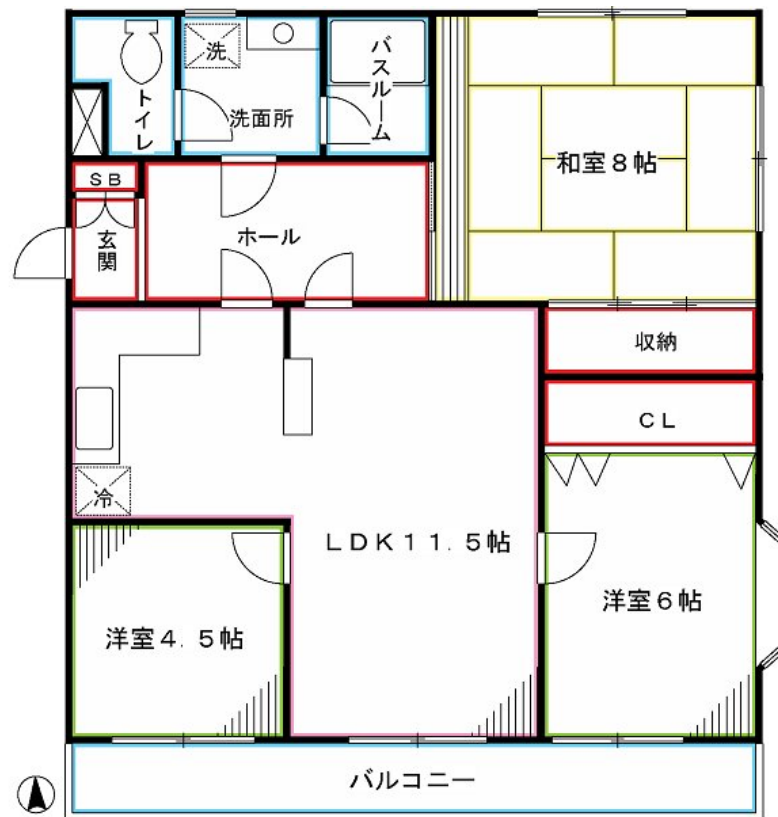 トイレ
洗
洗面所
バスルーム
和室8帖
SB
玄関
ホール
収納
CL
冷
LDK11.5帖
洋室4.5帖
洋室6帖
バルコニー